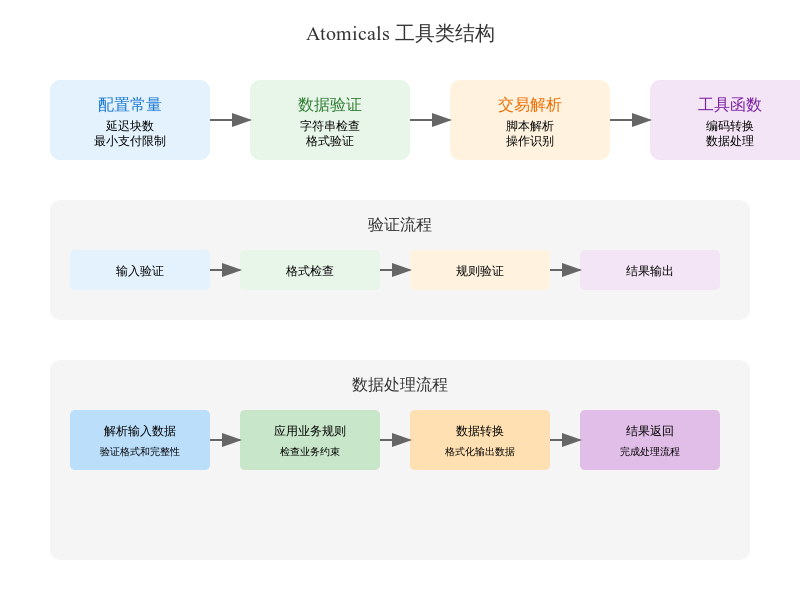 Atomicals 工具类结构
配置常量
延迟块数
最小支付限制
数据验证
字符串检查
格式验证
交易解析
脚本解析
操作识别
工具函数
编码转换
数据处理
验证流程
输入验证
格式检查
规则验证
结果输出
数据处理流程
解析输入数据
验证格式和完整性
应用业务规则
检查业务约束
数据转换
格式化输出数据
结果返回
完成处理流程